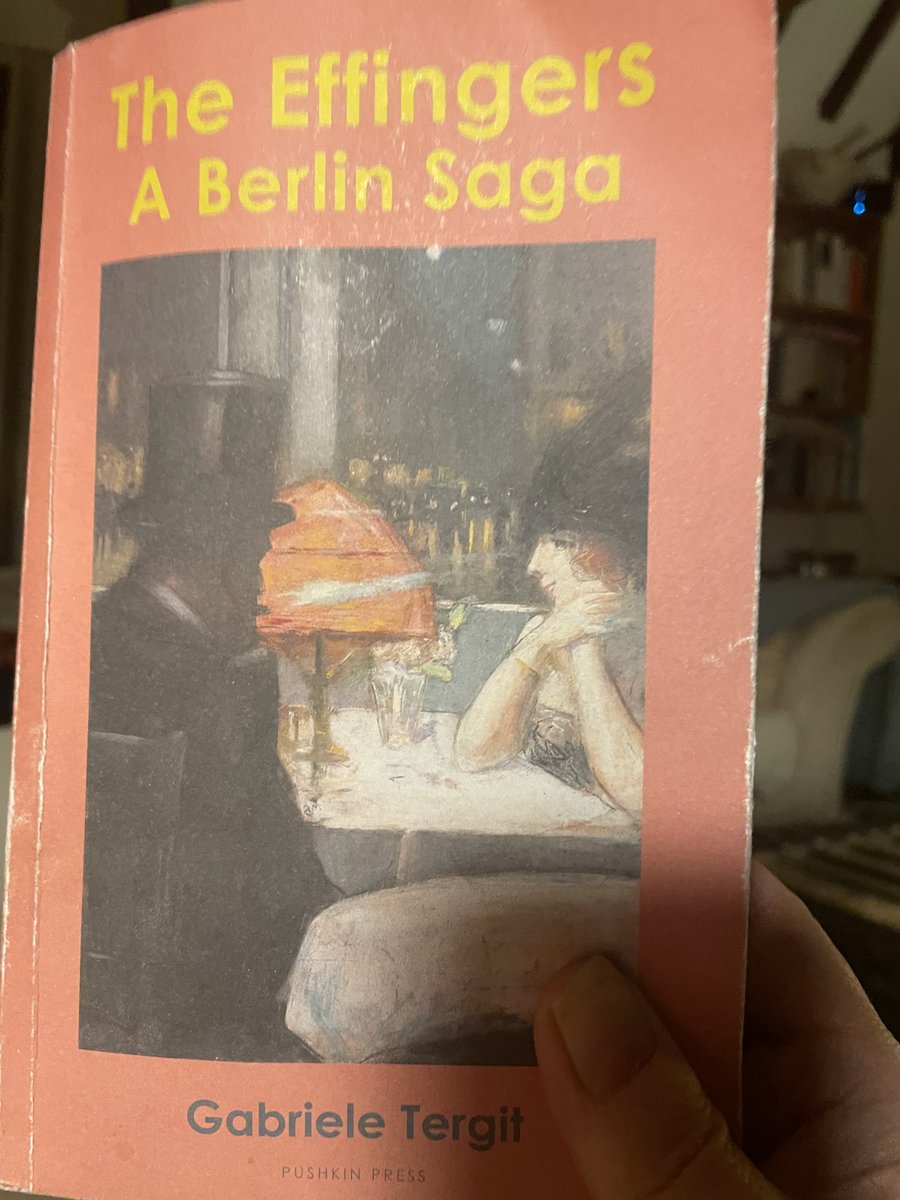 The Effingers
A Berlin Saga
Gabriele Tergit
PUSHKIN PRESS